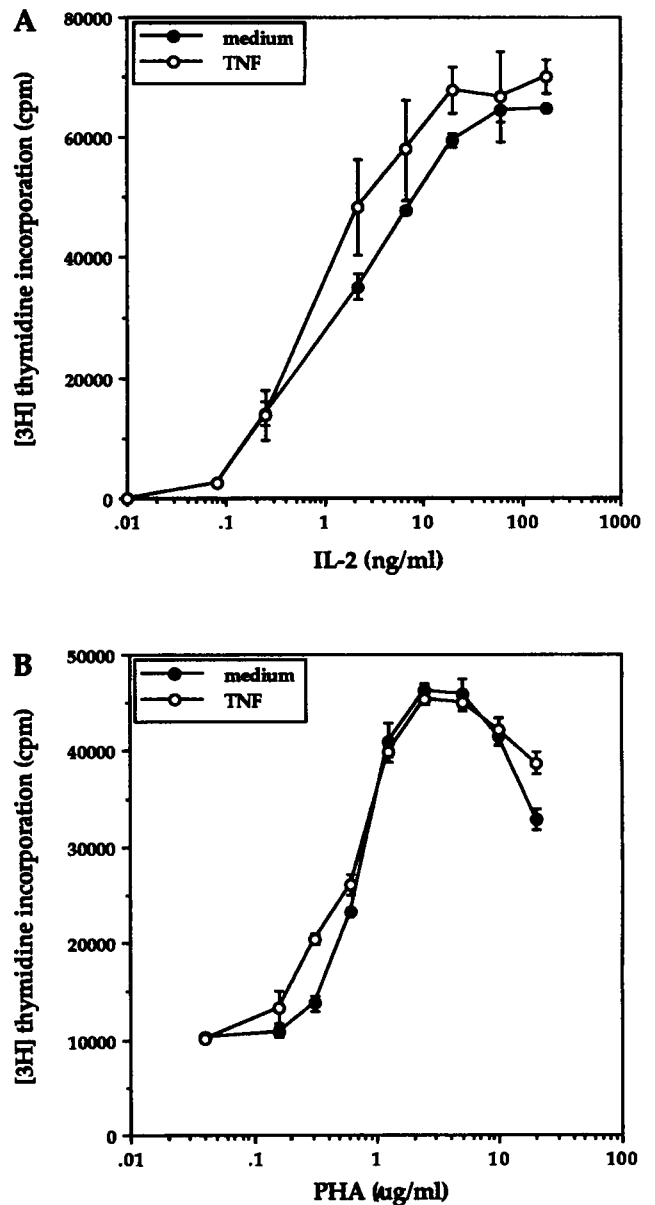 A
80000
60000
40000
20000
0
[3H] thymidine incorporation (cpm)
medium
TNF
.01 .1 1 10 100 1000
IL-2 (ng/ml)
B
50000
40000
30000
20000
10000
0
[3H] thymidine incorporation (cpm)
medium
TNF
.01 .1 1 10 100
PHA (µg/ml)